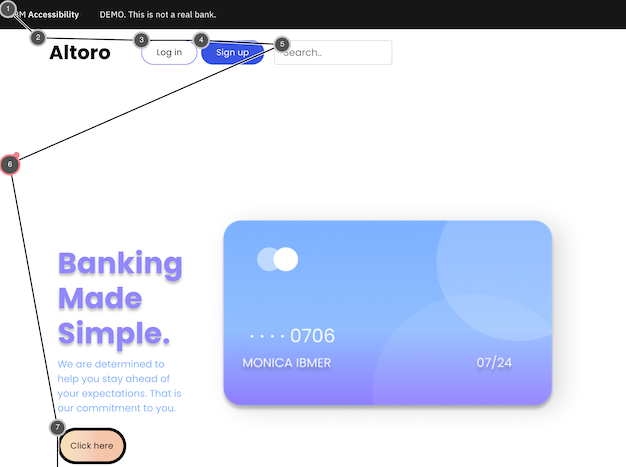 1
BM Accessibility DEMO. This is not a real bank.
2
Altoro
3
Log in
4
Sign up
5
Search..
6
Banking
Made
Simple.
We are determined to
help you stay ahead of
your expectations. That is
our commitment to you.
7
Click here
· · · · 0706
MONICA IBMER 07/24